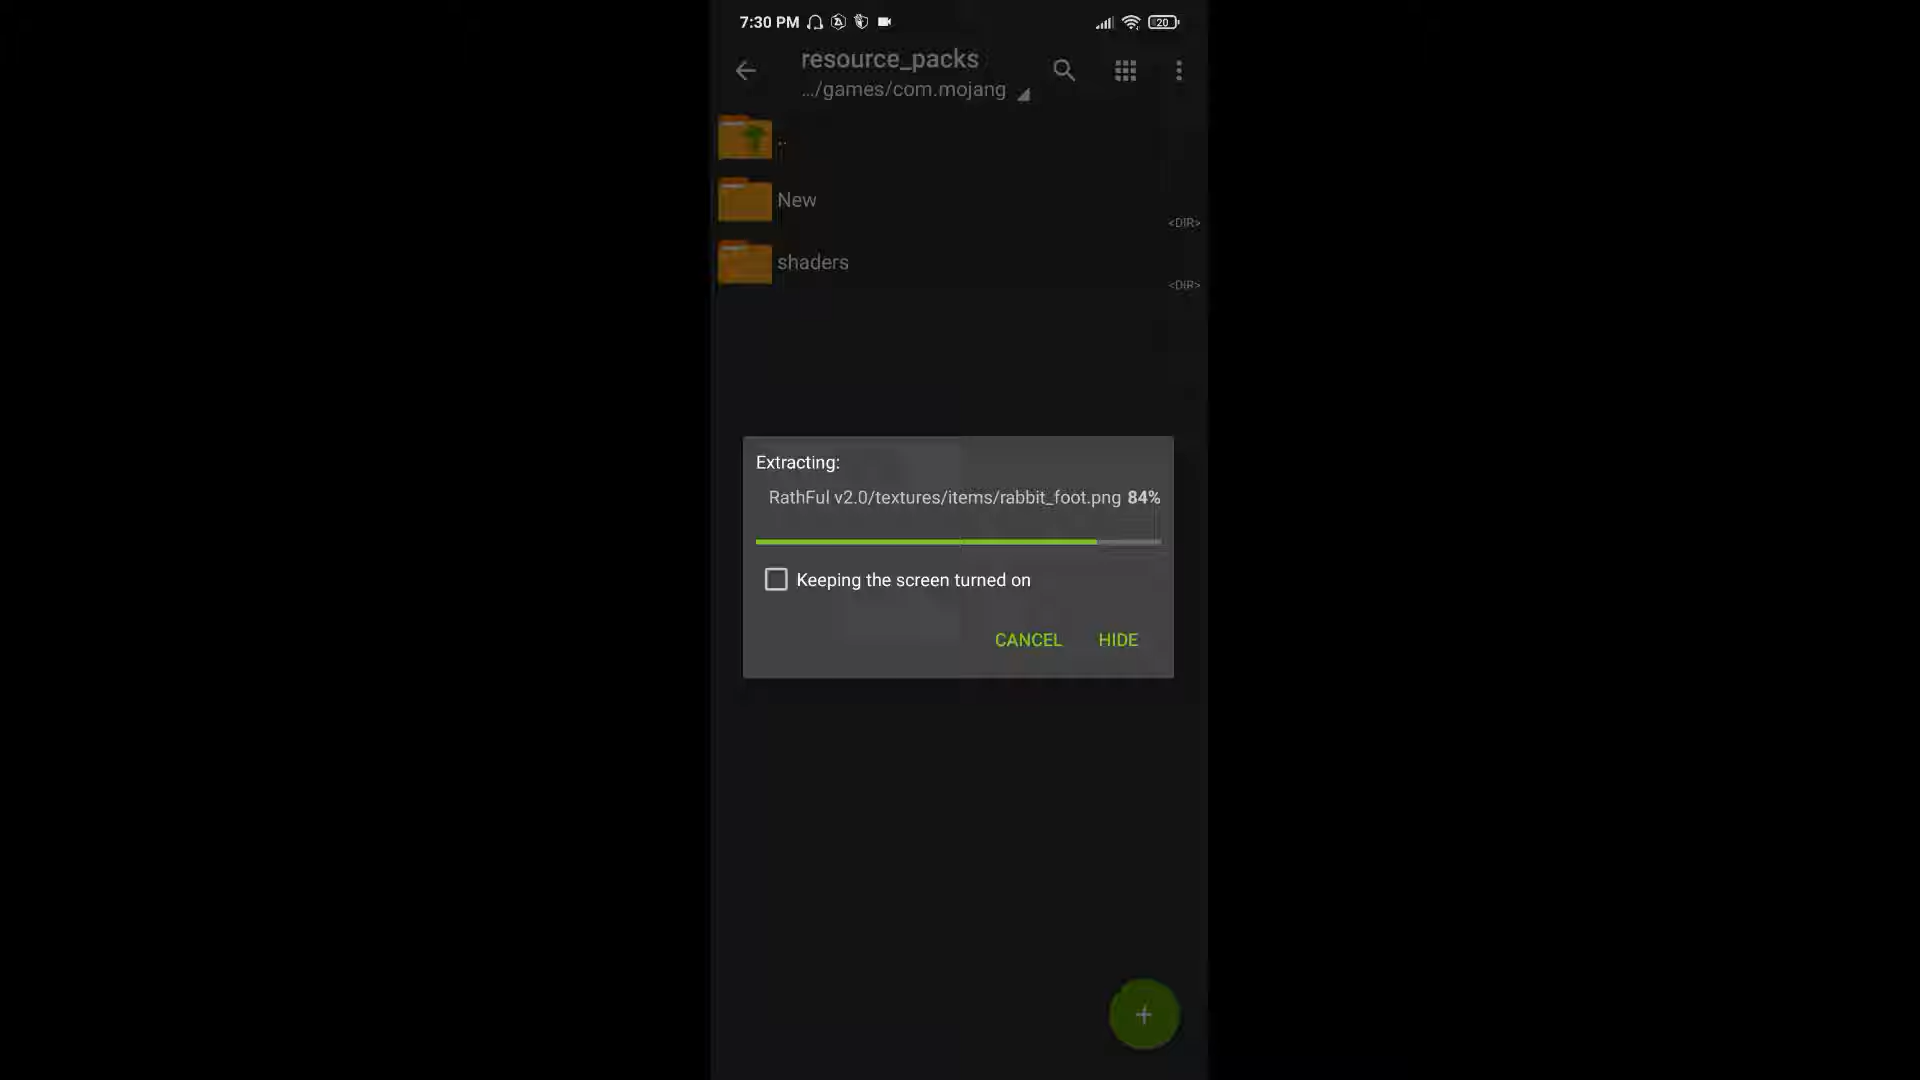 7:30 PM
20
resource_packs
.../games/com.mojang
..
New
<DIR>
shaders
<DIR>
Extracting:
RathFul v2.0/textures/items/rabbit_foot.png 84%
Keeping the screen turned on
CANCEL HIDE
+